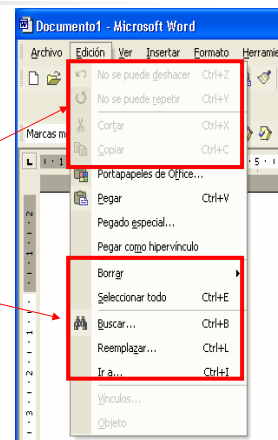 Documento1 - Microsoft Word
Archivo Edición Ver Insertar Formato
No se puede deshacer Ctrl+Z
No se puede repetir Ctrl+Y
Cortar Ctrl+X
Copiar Ctrl+C
Marcas
Portapapeles de Office...
Pegar Ctrl+V
Pegado especial...
Pegar como hipervínculo
Borrar
Seleccionar todo Ctrl+E
Buscar... Ctrl+B
Reemplazar... Ctrl+L
Ir a... Ctrl+I
Vínculos...
Objeto